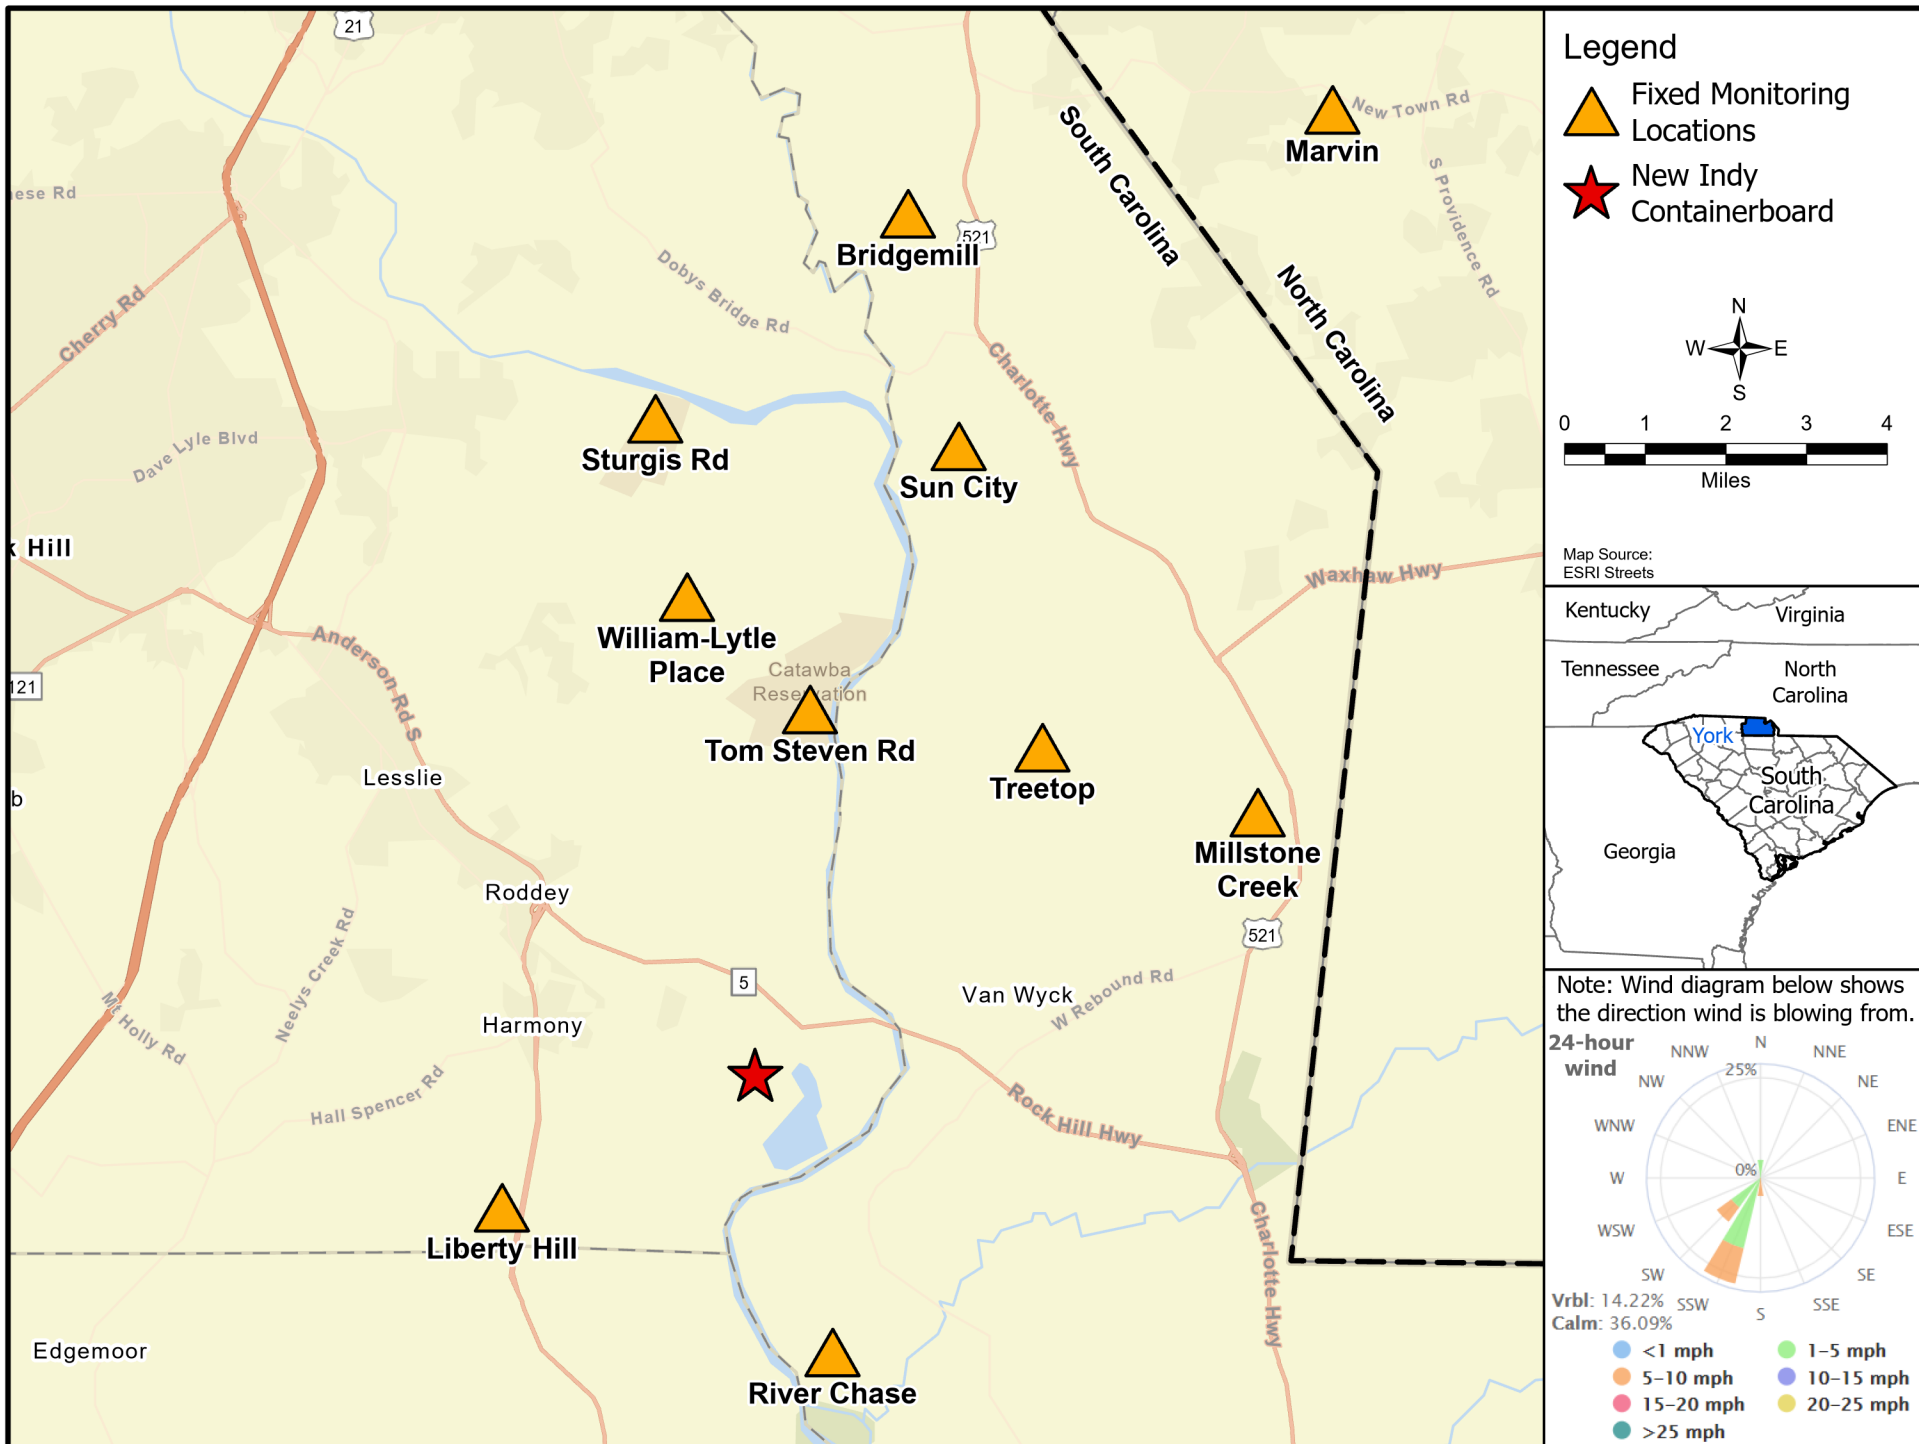 21
New Town Rd
Marvin
S Providence Rd
South Carolina
North Carolina
Bridgemill
521
Dobys Bridge Rd
Cherry Rd
Charlotte Hwy
Dave Lyle Blvd
Sturgis Rd
Sun City
Hill
Waxhaw Hwy
William-Lytle
Place
Anderson Rd S
Catawba
Reservation
121
Tom Steven Rd
Treetop
Lesslie
b
Millstone
Creek
Roddey
521
Neelys Creek Rd
5
Van Wyck
W Rebound Rd
Mt Holly Rd
Harmony
Hall Spencer Rd
Rock Hill Hwy
Liberty Hill
Charlotte Hwy
Edgemoor
River Chase
Legend
Fixed Monitoring
Locations
New Indy
Containerboard
N
W E
S
0 1 2 3 4
Miles
Map Source:
ESRI Streets
Kentucky
Virginia
Tennessee
North
Carolina
York
South
Carolina
Georgia
Note: Wind diagram below shows
the direction wind is blowing from.
24-hour
wind
N
NNW NNE
25%
NW NE
WNW ENE
0%
W E
WSW ESE
SW SE
SSW SSE
S
Vrbl: 14.22%
Calm: 36.09%
<1 mph 1-5 mph
5-10 mph 10-15 mph
15-20 mph 20-25 mph
>25 mph